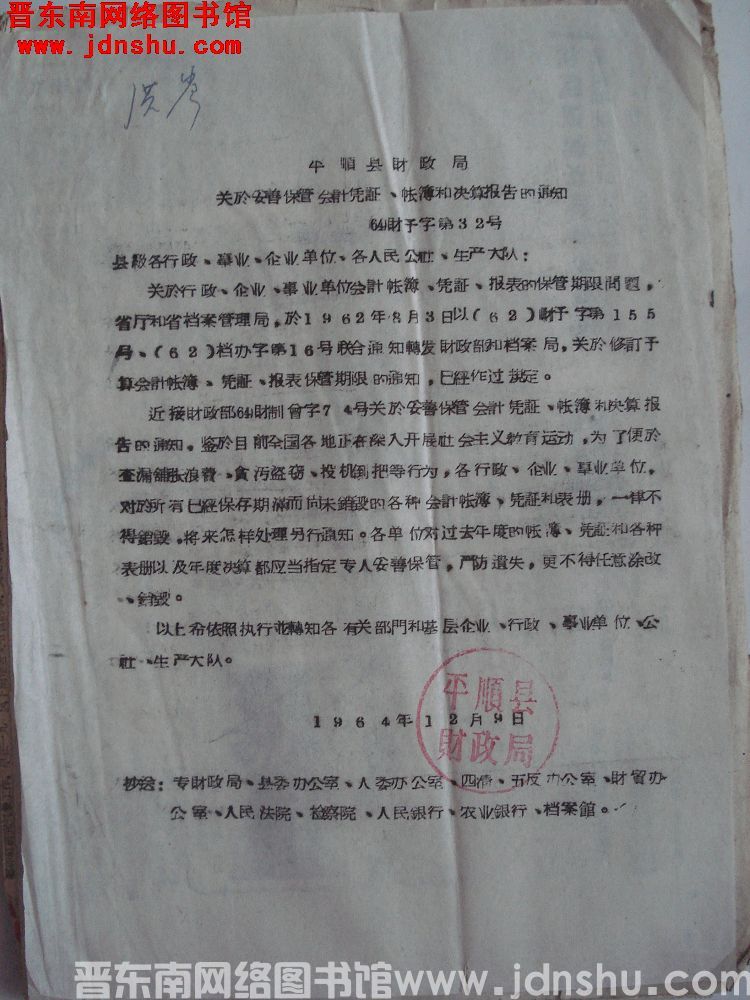 晋东南网络图书馆
www.jdnshu.com
平順县財政局
关於妥善保管会計凭証、帐簿和决算报告的通知
64財予字第32号
县級各行政、事业、企业单位、各人民公社、生产大队：
关於行政、企业、事业单位会計帐簿、凭証、报表的保管期限問題，
省厅和省档案管理局，於1962年8月3日以(62)財予字第155
号、(62)档办字第16号联合通知轉发財政部和档案局，关於修訂予
算会計帐簿、凭証、报表保管期限的通知，已經作过規定。
近接財政部64財制曾字74号关於妥善保管会計凭証、帐簿和决算报
告的通知，鉴於目前全国各地正在深入开展社会主义教育运动，为了便於
查漏舖张浪費、貪污盜窃、投机到把等行为，各行政、企业、事业单位，
对於所有已經保存期滿而尚未銷毁的各种会計帐簿、凭証和表册，一律不
得銷毁，将来怎样处理另行通知。各单位对过去年度的帐簿、凭証和各种
表册以及年度决算都应当指定专人妥善保管，严防遺失，更不得任意涂改
、銷毁。
以上希依照执行並轉知各有关部門和基层企业、行政、事业单位、公
社、生产大队。
1964年12月9日
平順县
財政局
抄送：专財政局、县委办公室、人委办公室、四清、五反办公室、財貿办
公室、人民法院、检察院、人民銀行、农业銀行、档案館。
晋东南网络图书馆www.jdnshu.com